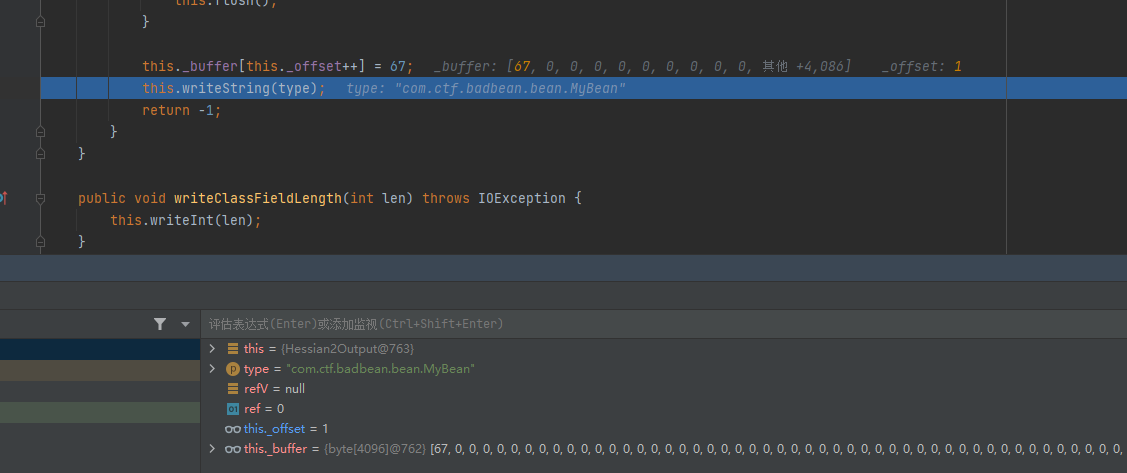 this.flush();
}
this._buffer[this._offset++] = 67;   _buffer: [67, 0, 0, 0, 0, 0, 0, 0, 0, 0, 其他 +4,086]   _offset: 1
this.writeString(type);   type: "com.ctf.badbean.bean.MyBean"
return -1;
}
}
public void writeClassFieldLength(int len) throws IOException {
this.writeInt(len);
}
评估表达式(Enter)或添加监视(Ctrl+Shift+Enter)
this = {Hessian2Output@763}
p type = "com.ctf.badbean.bean.MyBean"
refV = null
01 ref = 0
this._offset = 1
this._buffer = {byte[4096]@762} [67, 0, 0, 0, 0, 0, 0, 0, 0, 0, 0, 0, 0, 0, 0, 0, 0, 0, 0, 0, 0, 0, 0, 0, 0, 0, 0, 0, 0, 0, 0, 0, 0, 0, 0, 0, 0, 0, 0, 0, 0, 0, 0, 0, 0, 0, 0, 0,